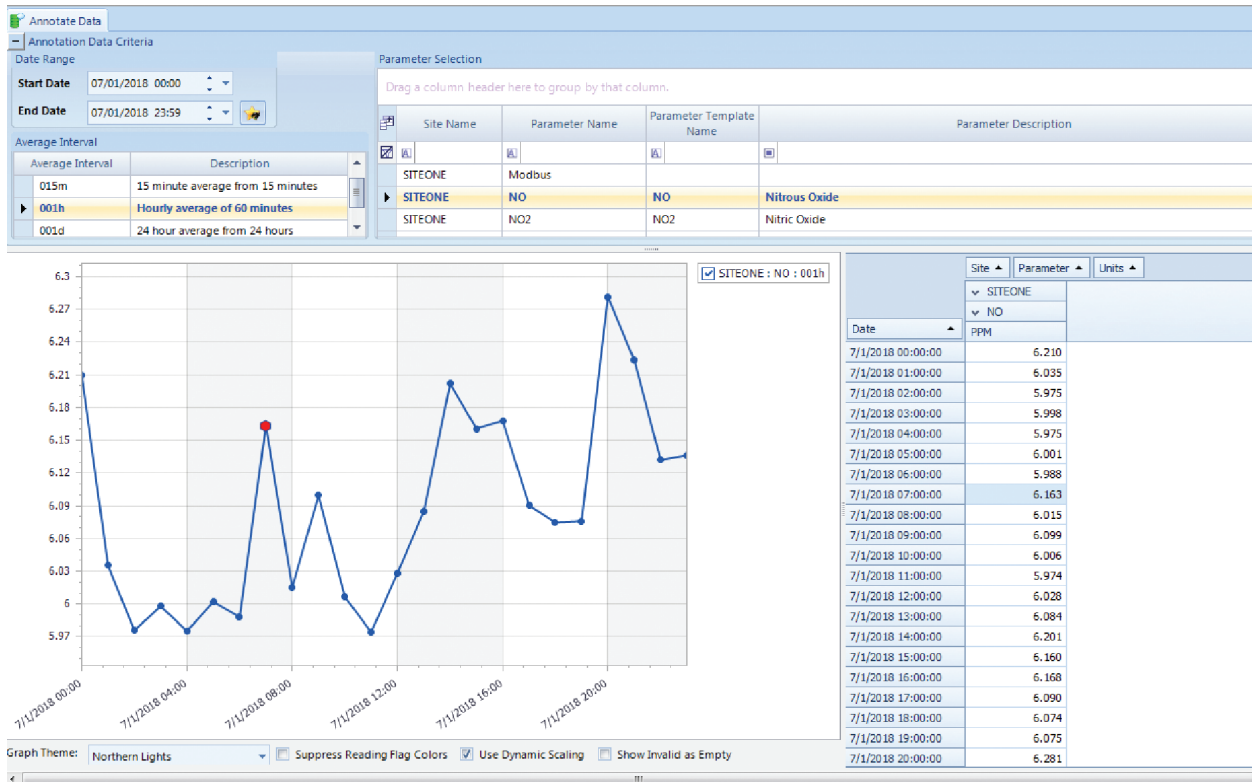 Annotate Data
Annotation Data Criteria
Date Range
Start Date 07/01/2018 00:00
End Date 07/01/2018 23:59
Average Interval
Average Interval Description
015m 15 minute average from 15 minutes
001h Hourly average of 60 minutes
001d 24 hour average from 24 hours
Parameter Selection
Drag a column header here to group by that column.
Site Name Parameter Name Parameter Template Name Parameter Description
SITEONE Modbus
SITEONE NO NO Nitrous Oxide
SITEONE NO2 NO2 Nitric Oxide
6.3
6.27
6.24
6.21
6.18
6.15
6.12
6.09
6.06
6.03
6
5.97
7/1/2018 00:00
7/1/2018 04:00
7/1/2018 08:00
7/1/2018 12:00
7/1/2018 16:00
7/1/2018 20:00
SITEONE : NO : 001h
Graph Theme: Northern Lights Suppress Reading Flag Colors Use Dynamic Scaling Show Invalid as Empty
Site Parameter Units
SITEONE
NO
Date PPM
7/1/2018 00:00:00 6.210
7/1/2018 01:00:00 6.035
7/1/2018 02:00:00 5.975
7/1/2018 03:00:00 5.998
7/1/2018 04:00:00 5.975
7/1/2018 05:00:00 6.001
7/1/2018 06:00:00 5.988
7/1/2018 07:00:00 6.163
7/1/2018 08:00:00 6.015
7/1/2018 09:00:00 6.099
7/1/2018 10:00:00 6.006
7/1/2018 11:00:00 5.974
7/1/2018 12:00:00 6.028
7/1/2018 13:00:00 6.084
7/1/2018 14:00:00 6.201
7/1/2018 15:00:00 6.160
7/1/2018 16:00:00 6.168
7/1/2018 17:00:00 6.090
7/1/2018 18:00:00 6.074
7/1/2018 19:00:00 6.075
7/1/2018 20:00:00 6.281